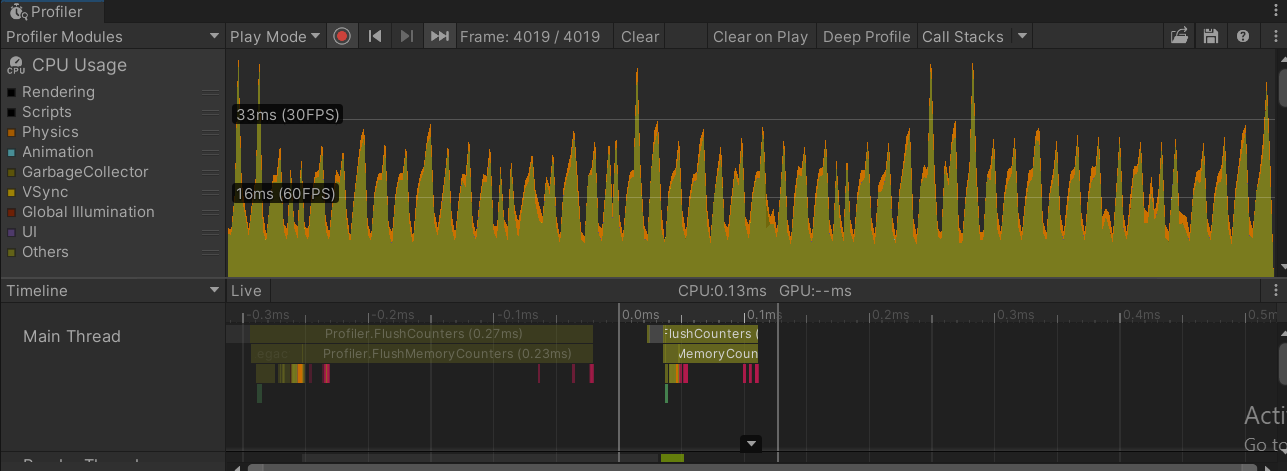 Profiler
Profiler Modules Play Mode Frame: 4019 / 4019 Clear Clear on Play Deep Profile Call Stacks
CPU Usage
Rendering
Scripts
Physics
Animation
GarbageCollector
VSync
Global Illumination
UI
Others
33ms (30FPS)
16ms (60FPS)
Timeline Live CPU:0.13ms GPU:--ms
-0.3ms -0.2ms -0.1ms 0.0ms 0.1ms 0.2ms 0.3ms 0.4ms 0.5m
Main Thread
Profiler.FlushCounters (0.27ms) FlushCounters (
egac Profiler.FlushMemoryCounters (0.23ms) MemoryCoun
Acti
Go to